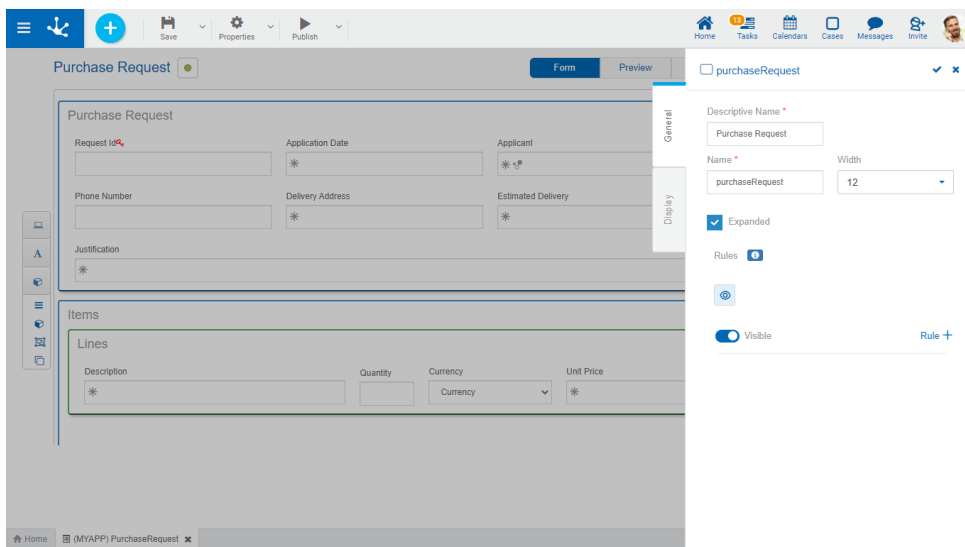 Save
Properties
Publish
Home
13
Tasks
Calendars
Cases
Messages
Invite
Purchase Request
Form
Preview
purchaseRequest
General
Display
Descriptive Name *
Purchase Request
Name *
Width
purchaseRequest
12
Expanded
Rules
Visible
Rule +
Purchase Request
Request Id
Application Date
Applicant
Phone Number
Delivery Address
Estimated Delivery
Justification
A
Items
Lines
Description
Quantity
Currency
Unit Price
Currency
Home
(MYAPP) PurchaseRequest